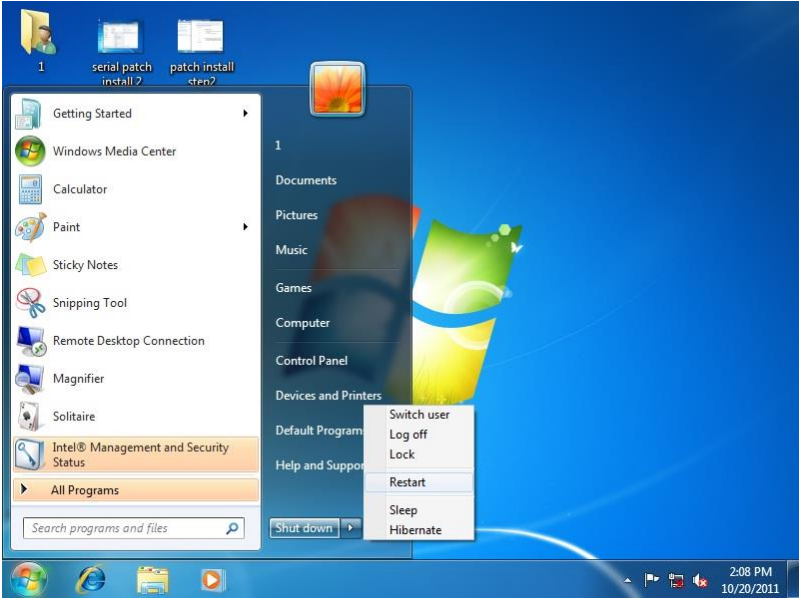 1
serial patch
install 2
patch install
step2
Getting Started
Windows Media Center
Calculator
Paint
Sticky Notes
Snipping Tool
Remote Desktop Connection
Magnifier
Solitaire
Intel® Management and Security
Status
All Programs
Search programs and files
1
Documents
Pictures
Music
Games
Computer
Control Panel
Devices and Printers
Default Program
Help and Suppo
Shut down
Switch user
Log off
Lock
Restart
Sleep
Hibernate
2:08 PM
10/20/2011